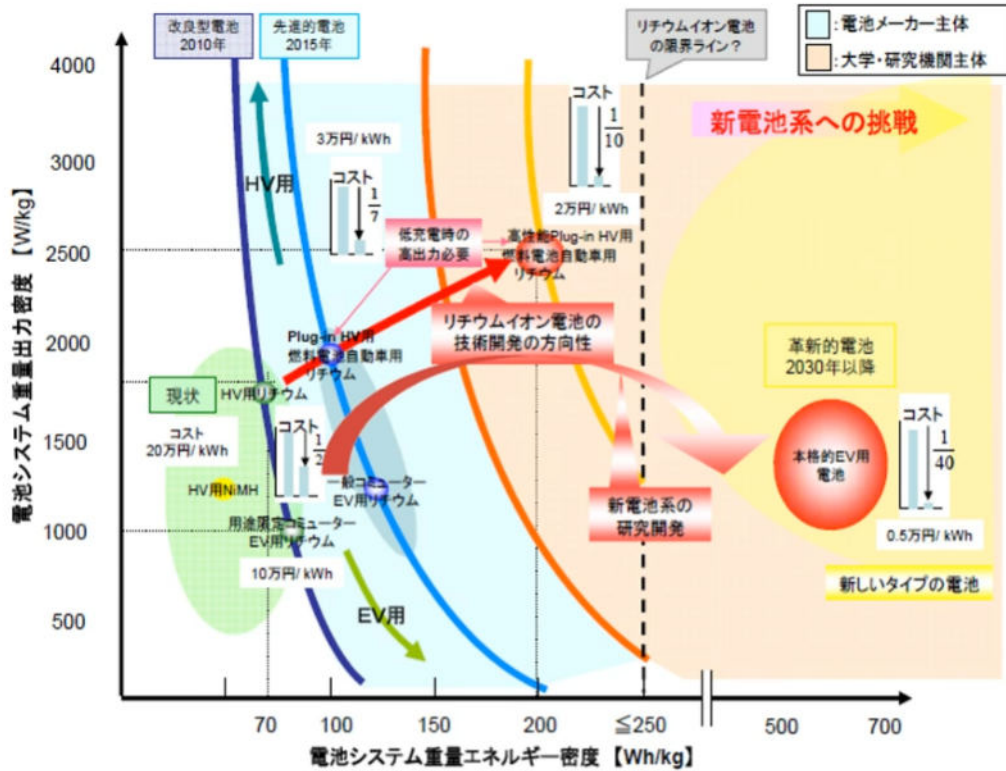 改良型電池
2010年
先進的電池
2015年
リチウムイオン電池
の限界ライン？
：電池メーカー主体
：大学・研究機関主体
4000
3000
2500
2000
1500
1000
500
電池システム重量出力密度 【W/kg】
HV用
3万円/ kWh
コスト
1
7
コスト
1
10
2万円/ kWh
新電池系への挑戦
低充電時の
高出力必要
高性能Plug-in HV用
燃料電池自動車用
リチウム
リチウムイオン電池の
技術開発の方向性
Plug-in HV用
燃料電池自動車用
リチウム
革新的電池
2030年以降
現状
HV用リチウム
コスト
20万円/ kWh
コスト
1
2
HV用NiMH
一般コミューター
EV用リチウム
用途限定コミューター
EV用リチウム
10万円/ kWh
EV用
新電池系の
研究開発
本格的EV用
電池
コスト
1
40
0.5万円/ kWh
新しいタイプの電池
70
100
150
200
≦250
500
700
電池システム重量エネルギー密度 【Wh/kg】